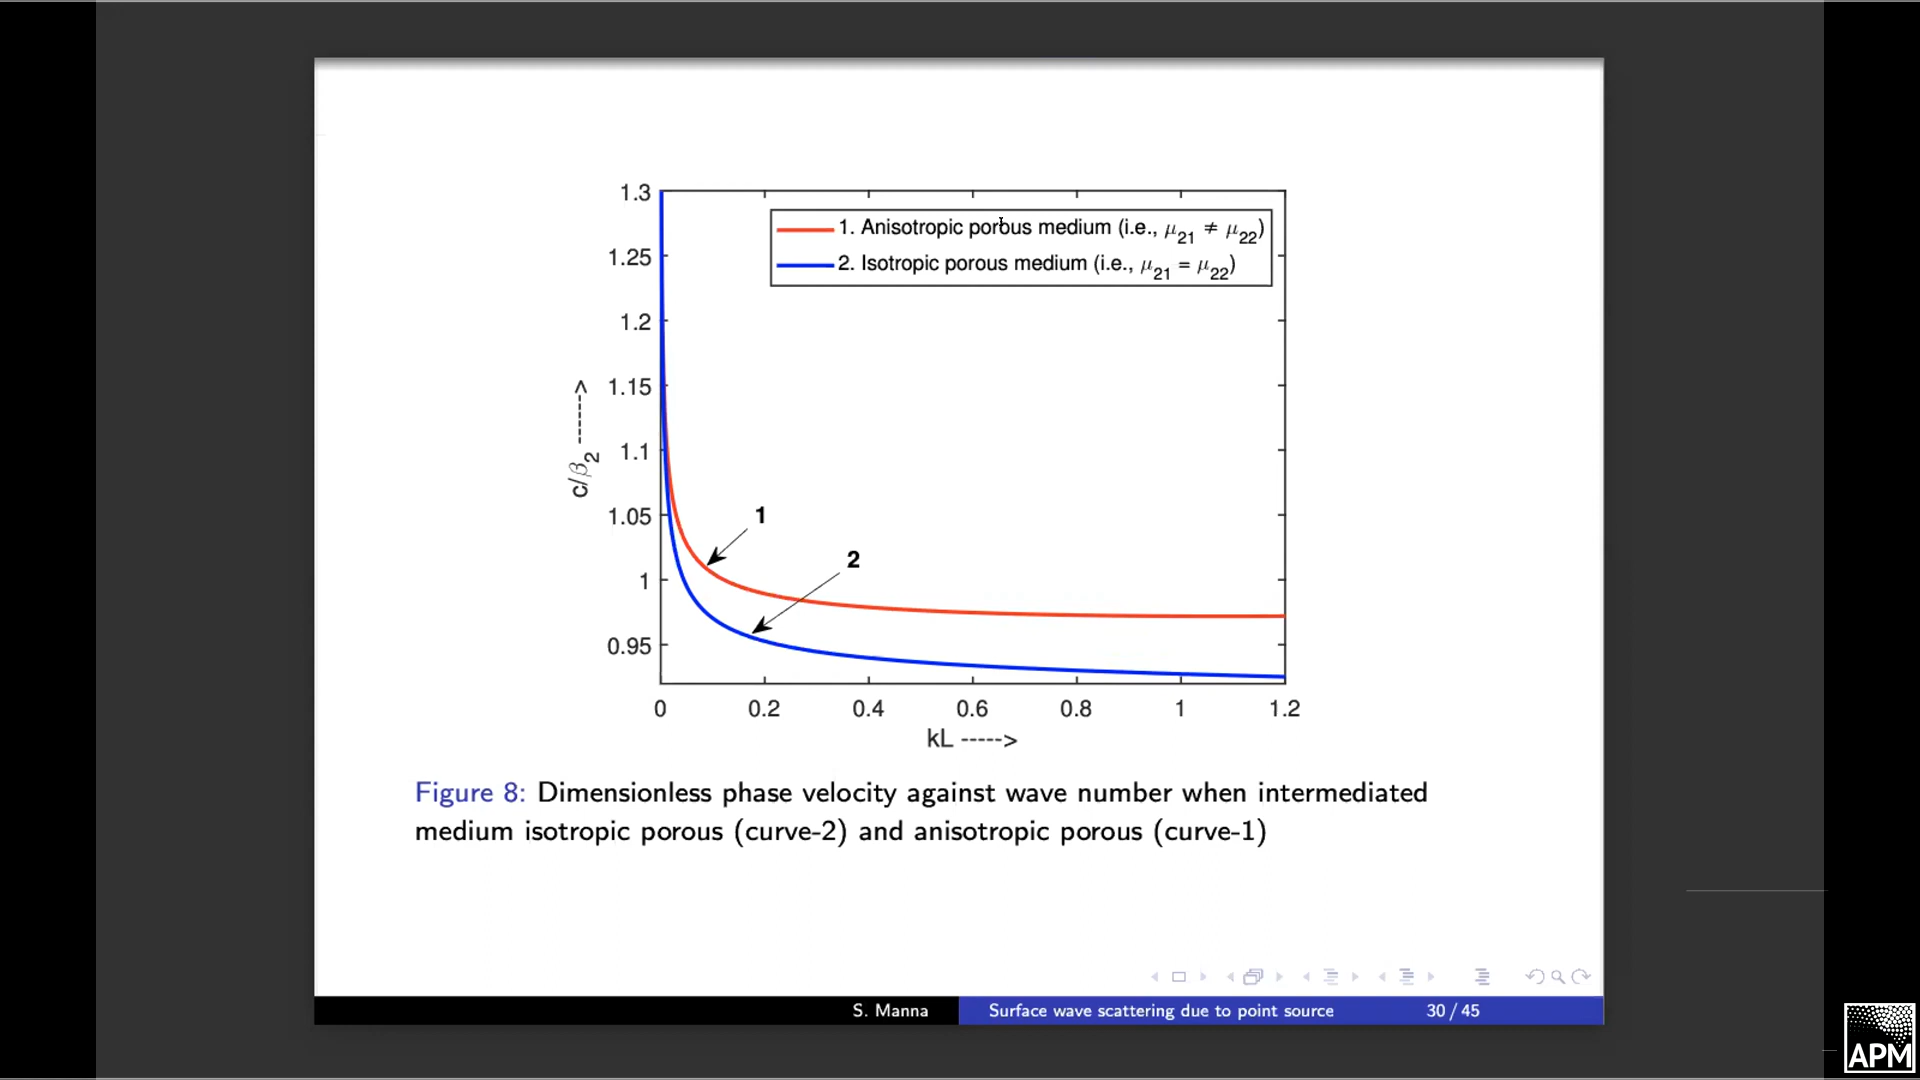 1.3
1.25
1.2
1.15
1.1
1.05
1
0.95
c/β₂ ------>
1. Anisotropic porous medium (i.e., μ₂₁ ≠ μ₂₂)
2. Isotropic porous medium (i.e., μ₂₁ = μ₂₂)
1
2
0 0.2 0.4 0.6 0.8 1 1.2
kL ----->
Figure 8: Dimensionless phase velocity against wave number when intermediated
medium isotropic porous (curve-2) and anisotropic porous (curve-1)
S. Manna Surface wave scattering due to point source 30 / 45
APM